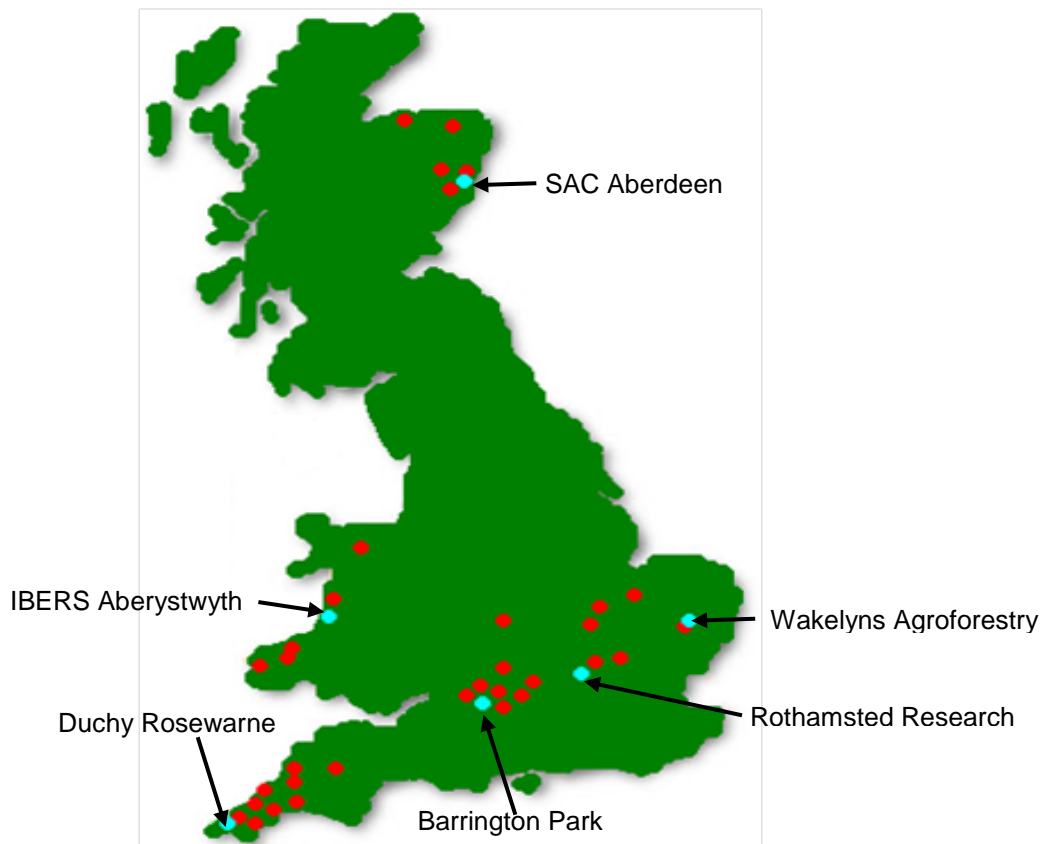 SAC Aberdeen
IBERS Aberystwyth
Wakelyns Agroforestry
Duchy Rosewarne
Rothamsted Research
Barrington Park